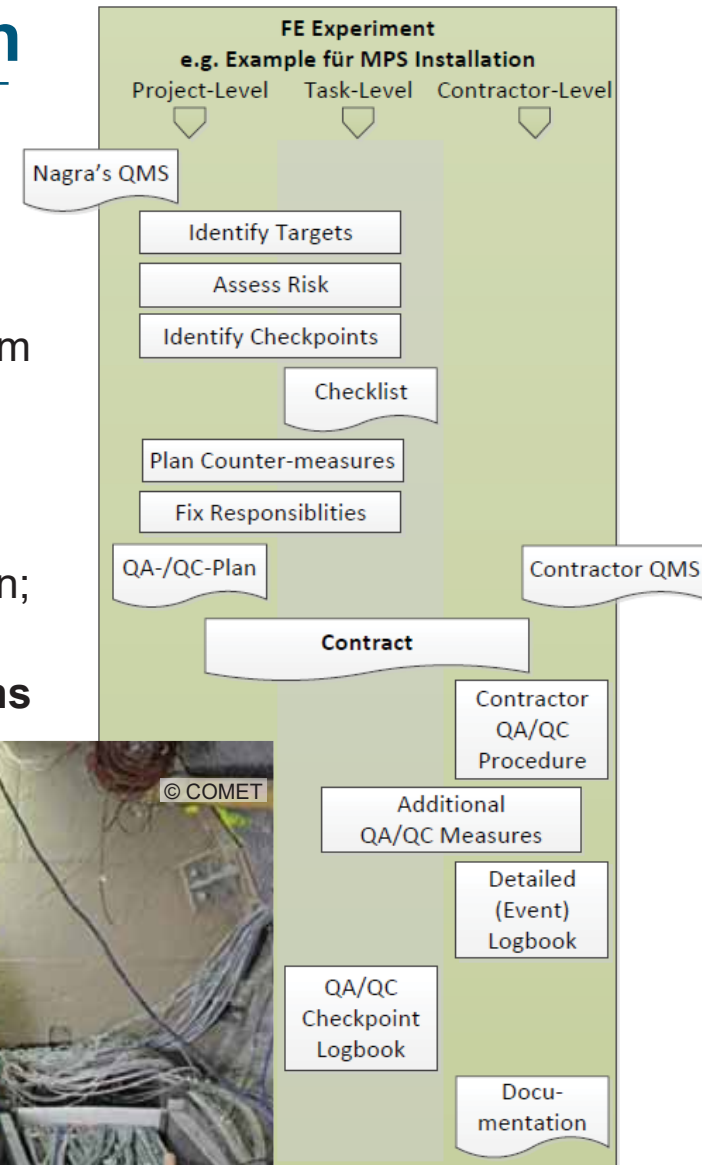 n
FE Experiment
e.g. Example für MPS Installation
Project-Level Task-Level Contractor-Level
Nagra's QMS
Identify Targets
Assess Risk
m
Identify Checkpoints
Checklist
Plan Counter-measures
Fix Responsiblities
QA-/QC-Plan
Contractor QMS
n;
Contract
ns
Contractor
QA/QC
Procedure
© COMET
Additional
QA/QC Measures
Detailed
(Event)
Logbook
QA/QC
Checkpoint
Logbook
Docu-
mentation